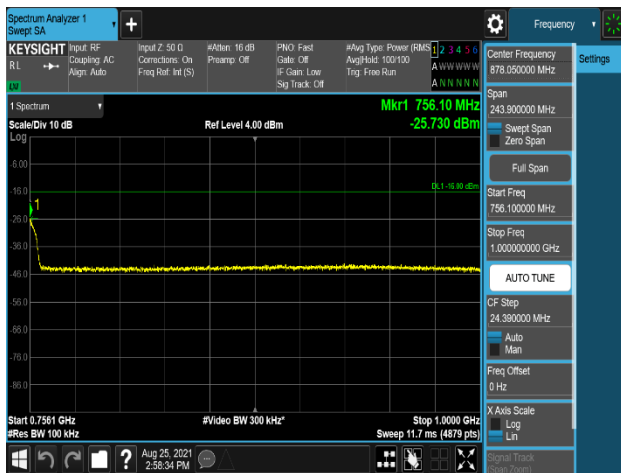 Spectrum Analyzer 1
Swept SA
+
Frequency
KEYSIGHT
RL
Input: RF
Coupling: AC
Align: Auto
Input Z: 50 Ω
Corrections: On
Freq Ref: Int (S)
#Atten: 16 dB
Preamp: Off
PNO: Fast
Gate: Off
IF Gain: Low
Sig Track: Off
#Avg Type: Power (RMS
Avg|Hold: 100/100
Trig: Free Run
1 2 3 4 5 6
A W W W W W
A N N N N N
1 Spectrum
Scale/Div 10 dB
Log
Ref Level 4.00 dBm
Mkr1 756.10 MHz
-25.730 dBm
-6.00
-16.0
-26.0
-36.0
-46.0
-56.0
-66.0
-76.0
-86.0
DL1 -16.00 dBm
1
Start 0.7561 GHz
#Res BW 100 kHz
#Video BW 300 kHz*
Stop 1.0000 GHz
Sweep 11.7 ms (4879 pts)
?
Aug 25, 2021
2:58:34 PM
Center Frequency
878.050000 MHz
Settings
Span
243.900000 MHz
Swept Span
Zero Span
Full Span
Start Freq
756.100000 MHz
Stop Freq
1.000000000 GHz
AUTO TUNE
CF Step
24.390000 MHz
Auto
Man
Freq Offset
0 Hz
X Axis Scale
Log
Lin
Signal Track
(Span Zoom)